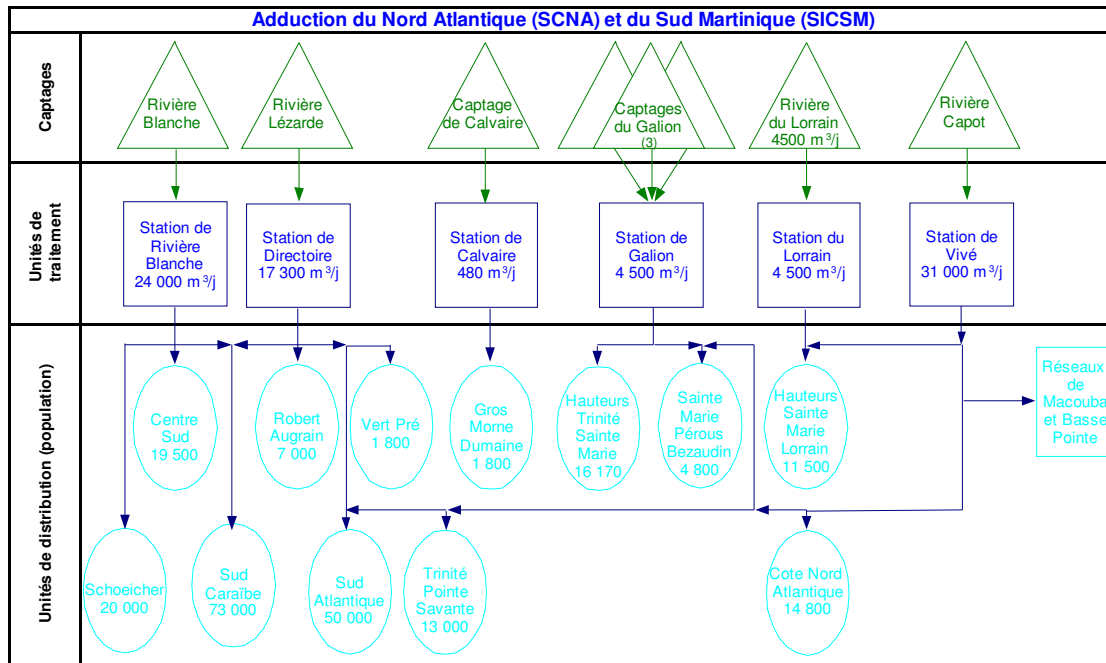 Adduction du Nord Atlantique (SCNA) et du Sud Martinique (SICSM)
Captages
Rivière
Blanche
Rivière
Lézarde
Captage
de Calvaire
Captages
du Galion
(3)
Rivière
du Lorrain
4500 m³/j
Rivière
Capot
Unités de
traitement
Station de
Rivière
Blanche
24 000 m³/j
Station de
Directoire
17 300 m³/j
Station de
Calvaire
480 m³/j
Station de
Galion
4 500 m³/j
Station du
Lorrain
4 500 m³/j
Station de
Vivé
31 000 m³/j
Unités de distribution (population)
Centre
Sud
19 500
Robert
Augrain
7 000
Vert Pré
1 800
Gros
Morne
Dumaine
1 800
Hauteurs
Trinité
Sainte
Marie
16 170
Sainte
Marie
Pérous
Bezaudin
4 800
Hauteurs
Sainte
Marie
Lorrain
11 500
Réseaux
de
Macouba
et Basse
Pointe
Schoelcher
20 000
Sud
Caraîbe
73 000
Sud
Atlantique
50 000
Trinité
Pointe
Savante
13 000
Cote Nord
Atlantique
14 800